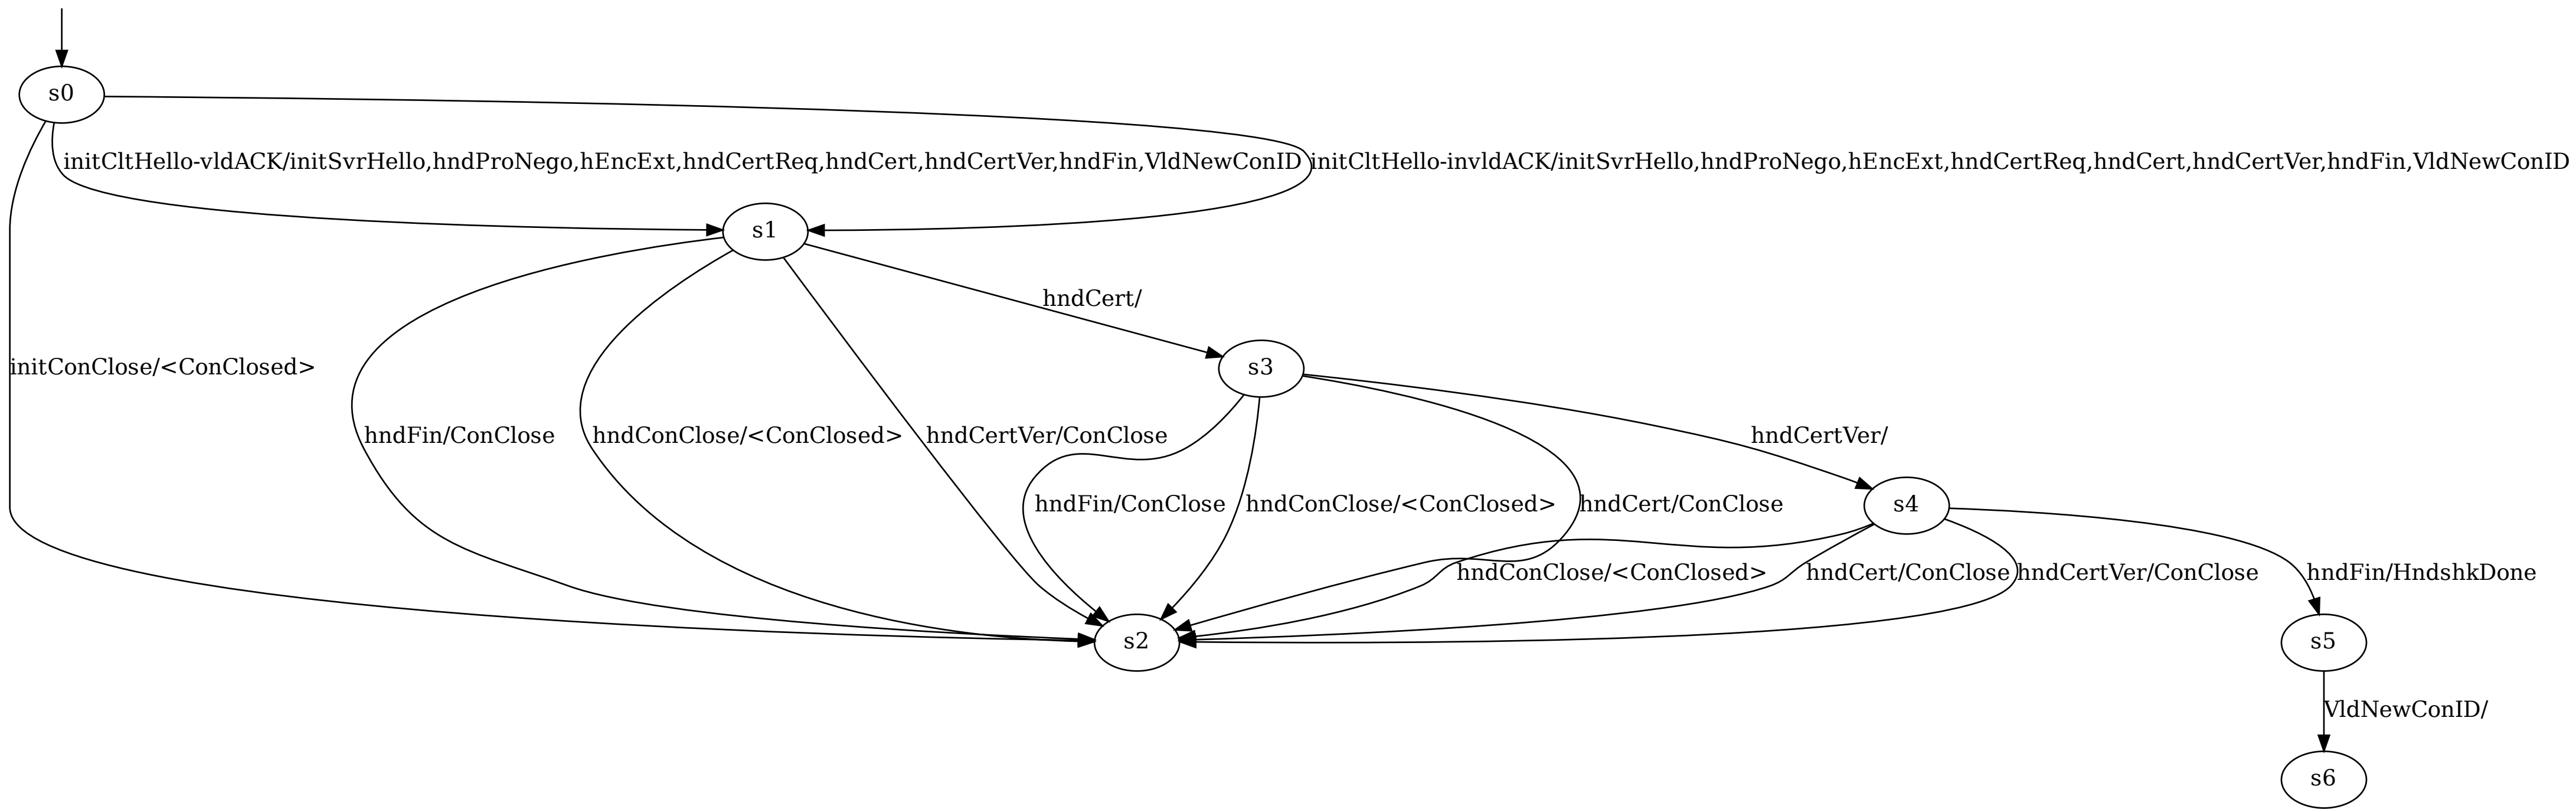 s0
initCltHello-vldACK/initSvrHello,hndProNego,hEncExt,hndCertReq,hndCert,hndCertVer,hndFin,VldNewConID
initCltHello-invldACK/initSvrHello,hndProNego,hEncExt,hndCertReq,hndCert,hndCertVer,hndFin,VldNewConID
s1
hndCert/
initConClose/<ConClosed>
s3
hndFin/ConClose
hndConClose/<ConClosed>
hndCertVer/ConClose
hndCertVer/
hndFin/ConClose
hndConClose/<ConClosed>
hndCert/ConClose
s4
hndConClose/<ConClosed>
hndCert/ConClose
hndCertVer/ConClose
hndFin/HndshkDone
s2
s5
VldNewConID/
s6